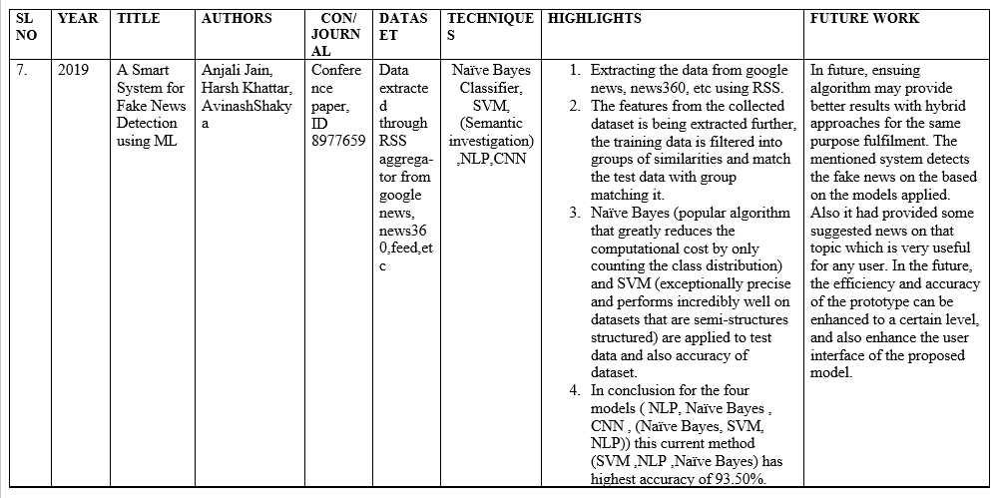 SL NO
YEAR
TITLE
AUTHORS
CON/
JOURN
AL
DATAS
ET
TECHNIQUE
S
HIGHLIGHTS
FUTURE WORK
7.
2019
A Smart
System for
Fake News
Detection
using ML
Anjali Jain,
Harsh Khattar,
AvinashShaky
a
Confere
nce
paper,
ID
8977659
Data
extracte
d
through
RSS
aggrega-
tor from
google
news,
news36
0,feed,et
c
Naïve Bayes
Classifier,
SVM,
(Semantic
investigation)
,NLP,CNN
1. Extracting the data from google
news, news360, etc using RSS.
2. The features from the collected
dataset is being extracted further,
the training data is filtered into
groups of similarities and match
the test data with group
matching it.
3. Naïve Bayes (popular algorithm
that greatly reduces the
computational cost by only
counting the class distribution)
and SVM (exceptionally precise
and performs incredibly well on
datasets that are semi-structures
structured) are applied to test
data and also accuracy of
dataset.
4. In conclusion for the four
models ( NLP, Naïve Bayes ,
CNN , (Naïve Bayes, SVM,
NLP)) this current method
(SVM ,NLP ,Naïve Bayes) has
highest accuracy of 93.50%.
In future, ensuing
algorithm may provide
better results with hybrid
approaches for the same
purpose fulfilment. The
mentioned system detects
the fake news on the based
on the models applied.
Also it had provided some
suggested news on that
topic which is very useful
for any user. In the future,
the efficiency and accuracy
of the prototype can be
enhanced to a certain level,
and also enhance the user
interface of the proposed
model.